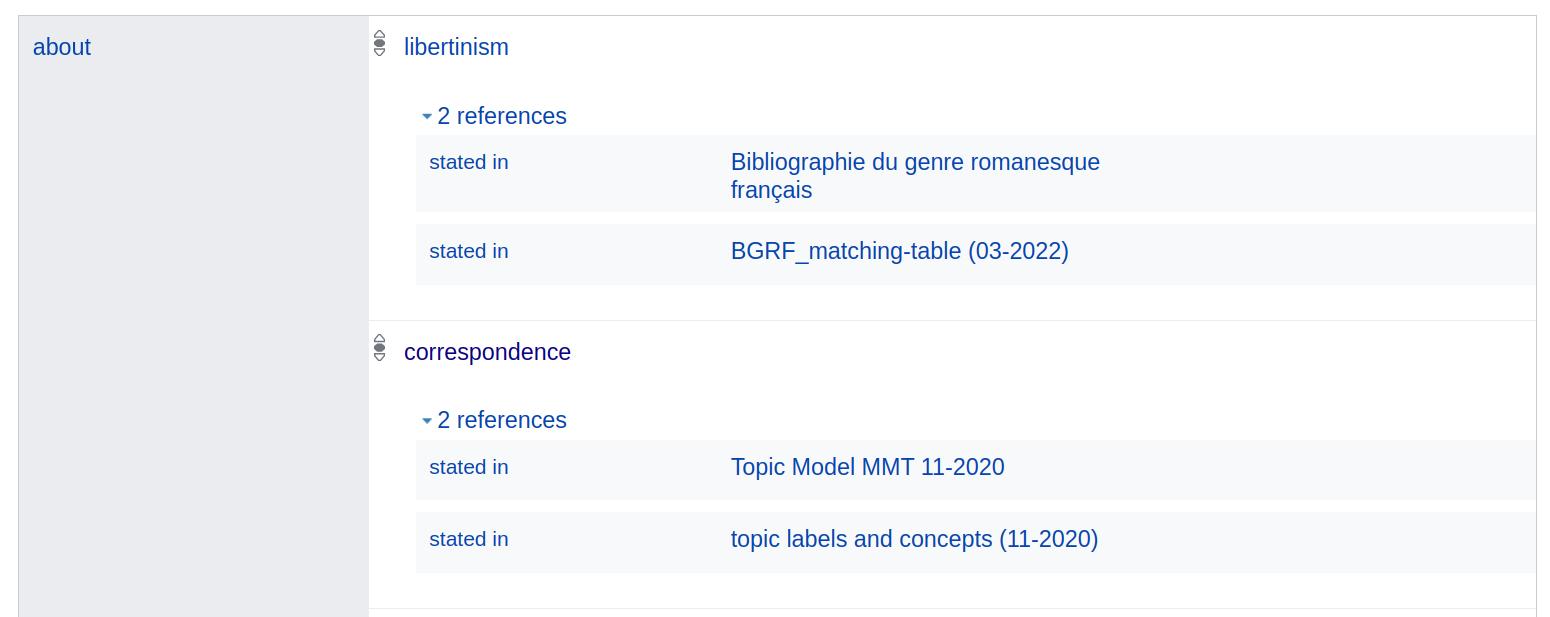 about
libertinism
2 references
stated in
Bibliographie du genre romanesque
français
stated in
BGRF_matching-table (03-2022)
correspondence
2 references
stated in
Topic Model MMT 11-2020
stated in
topic labels and concepts (11-2020)